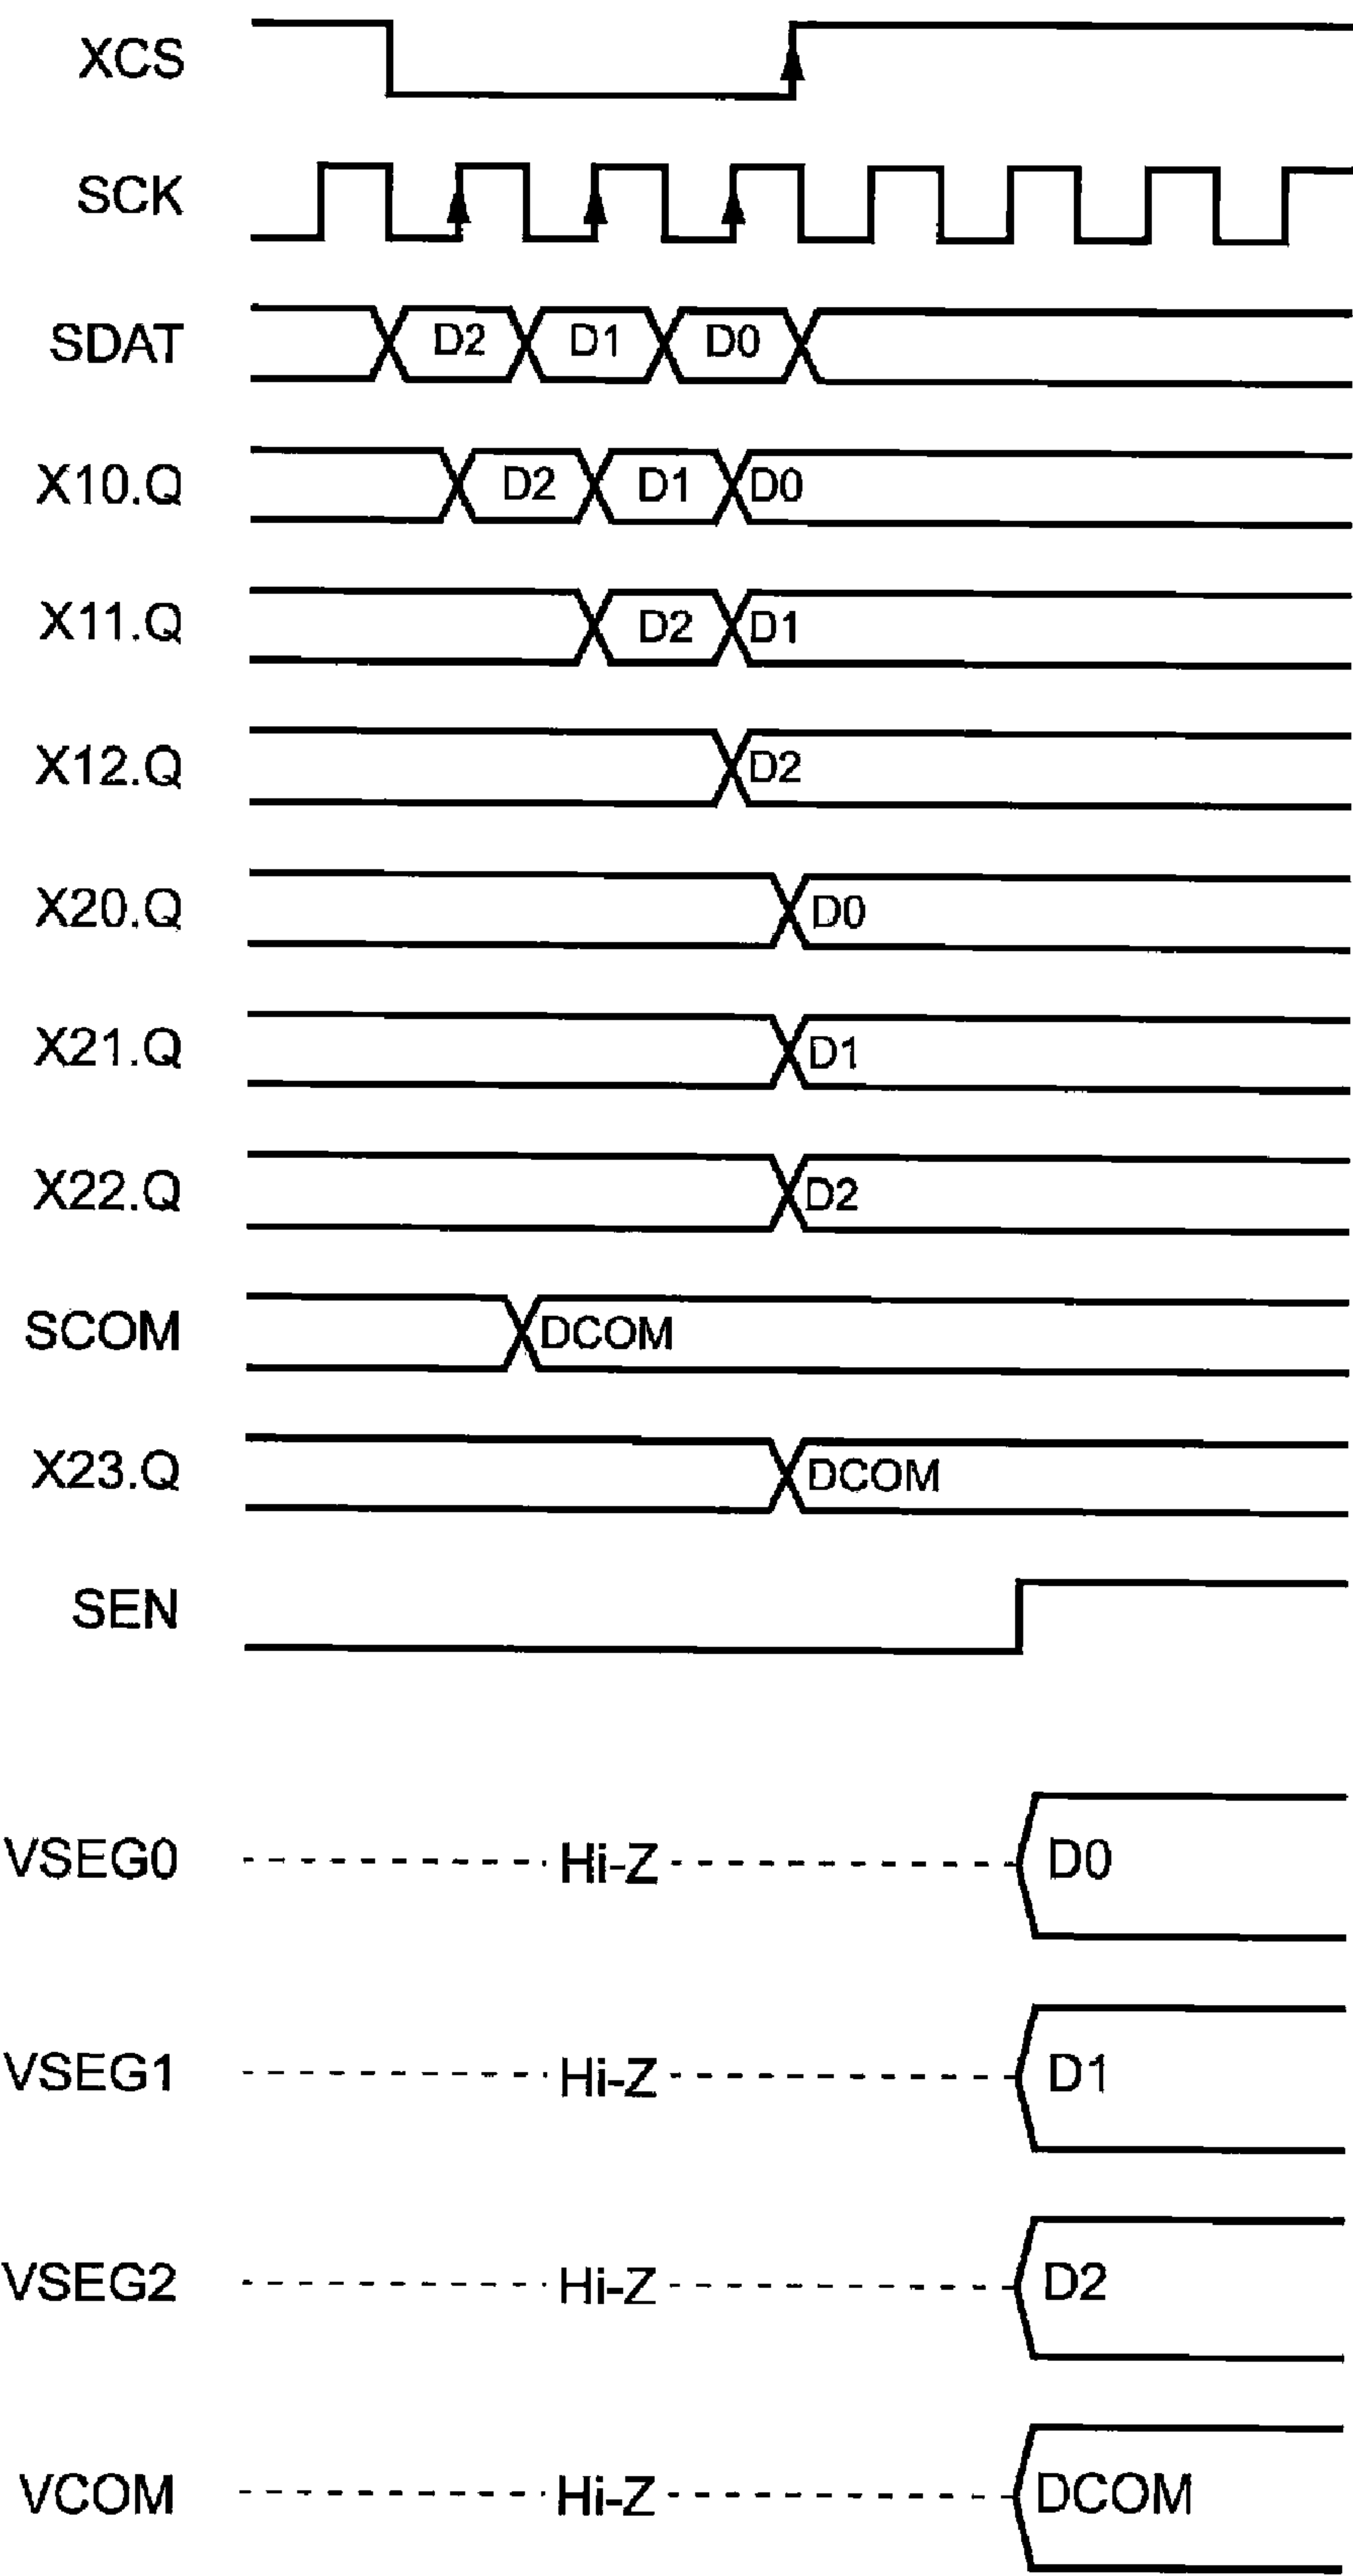 XCS
SCK
SDAT D2 D1 D0
X10.Q D2 D1 D0
X11.Q D2 D1
X12.Q D2
X20.Q D0
X21.Q D1
X22.Q D2
SCOM DCOM
X23.Q DCOM
SEN
VSEG0 Hi-Z D0
VSEG1 Hi-Z D1
VSEG2 Hi-Z D2
VCOM Hi-Z DCOM